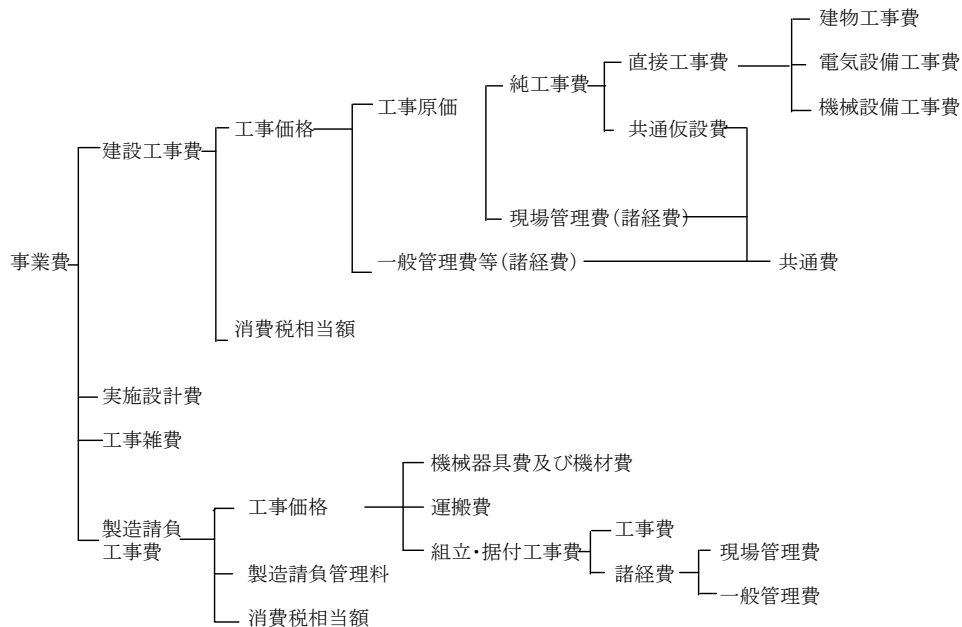 建物工事費
直接工事費
電気設備工事費
純工事費
工事原価
機械設備工事費
工事価格
共通仮設費
建設工事費
現場管理費(諸経費)
事業費
一般管理費等(諸経費)
共通費
消費税相当額
実施設計費
工事雑費
機械器具費及び機材費
工事価格
運搬費
製造請負
工事費
組立・据付工事費
工事費
諸経費
現場管理費
製造請負管理料
一般管理費
消費税相当額